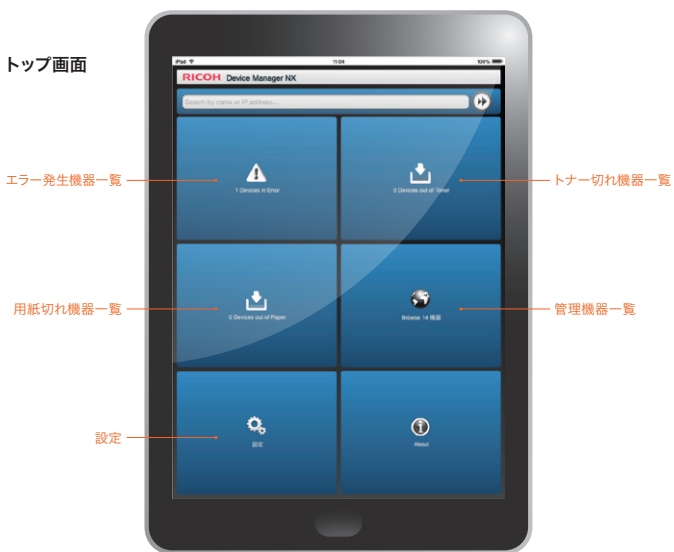 トップ画面
iPad 11:04 100%
RICOH Device Manager NX
Search by name or IP address...
エラー発生機器一覧
1 Devices in Error
0 Devices out of Toner
トナー切れ機器一覧
用紙切れ機器一覧
0 Devices out of Paper
Browse 14 機器
管理機器一覧
設定
設定
About